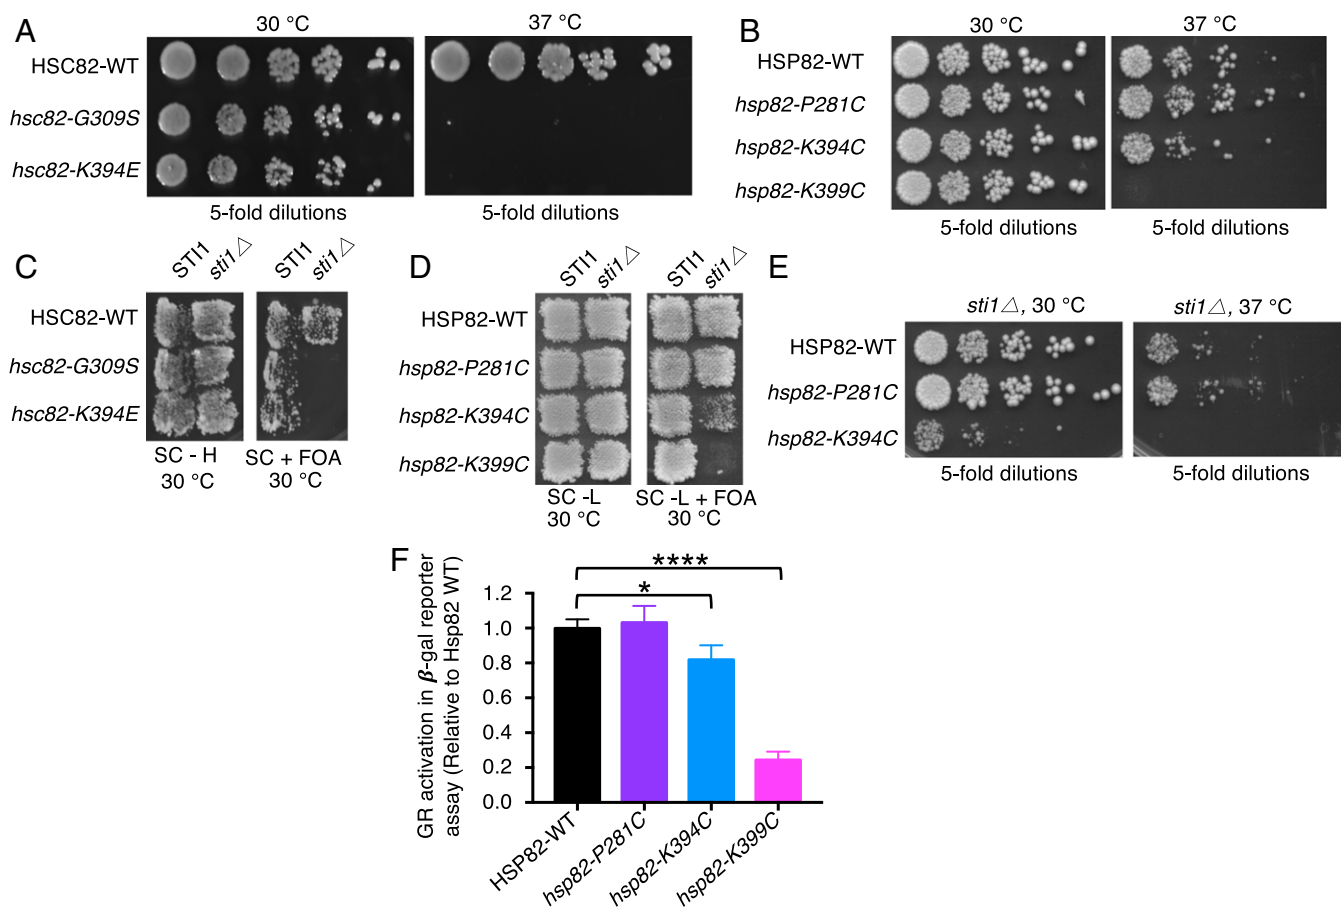 A
30 °C
37 °C
HSC82-WT
hsc82-G309S
hsc82-K394E
5-fold dilutions
5-fold dilutions
B
30 °C
37 °C
HSP82-WT
hsp82-P281C
hsp82-K394C
hsp82-K399C
5-fold dilutions
5-fold dilutions
C
STI1
sti1△
STI1
sti1△
HSC82-WT
hsc82-G309S
hsc82-K394E
SC - H
30 °C
SC + FOA
30 °C
D
STI1
sti1△
STI1
sti1△
HSP82-WT
hsp82-P281C
hsp82-K394C
hsp82-K399C
SC -L
30 °C
SC -L + FOA
30 °C
E
sti1△, 30 °C
sti1△, 37 °C
HSP82-WT
hsp82-P281C
hsp82-K394C
5-fold dilutions
5-fold dilutions
F
GR activation in β-gal reporter
assay (Relative to Hsp82 WT)
****
*
1.2
1.0
0.8
0.6
0.4
0.2
0.0
HSP82-WT
hsp82-P281C
hsp82-K394C
hsp82-K399C